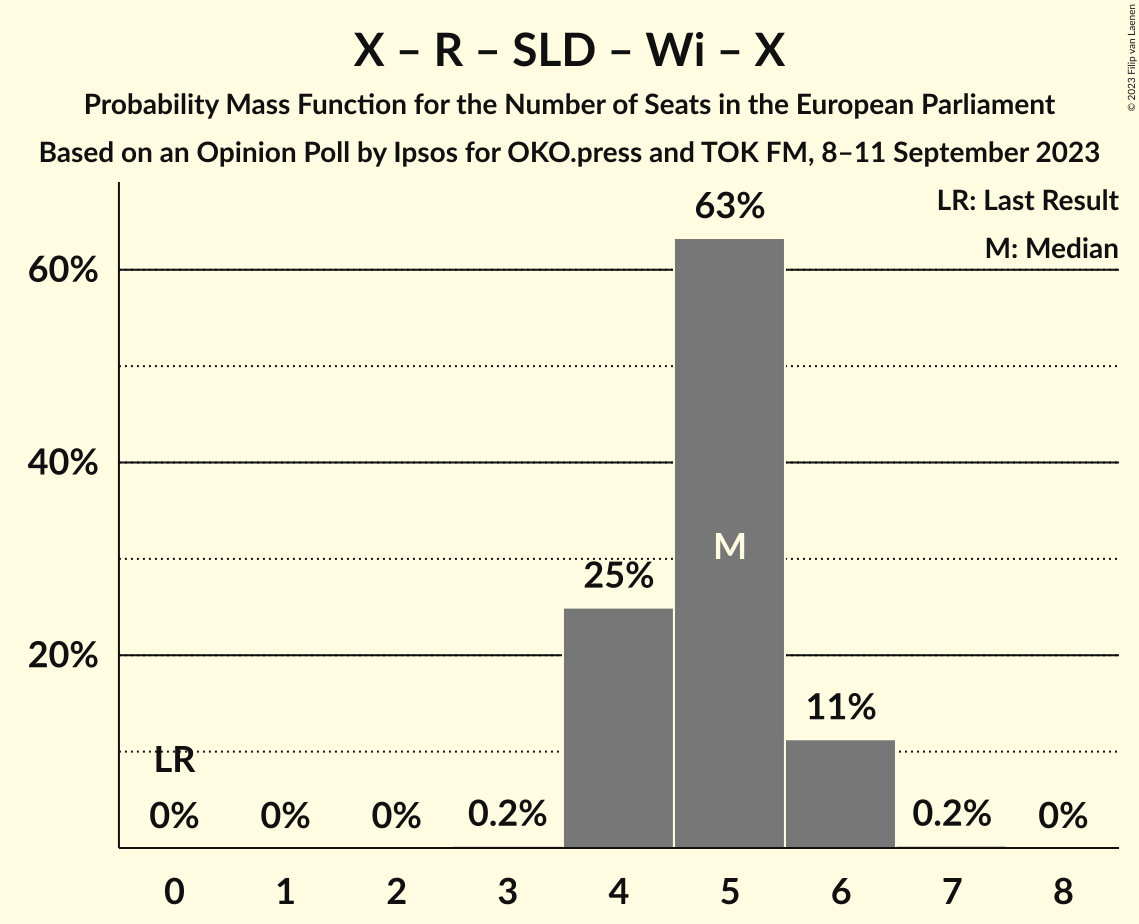 X – R – SLD – Wi – X
Probability Mass Function for the Number of Seats in the European Parliament
Based on an Opinion Poll by Ipsos for OKO.press and TOK FM, 8–11 September 2023
© 2023 Filip van Laenen
LR: Last Result
M: Median
60%
40%
20%
63%
M
25%
11%
LR
0% 0% 0% 0.2% 0.2% 0%
0 1 2 3 4 5 6 7 8